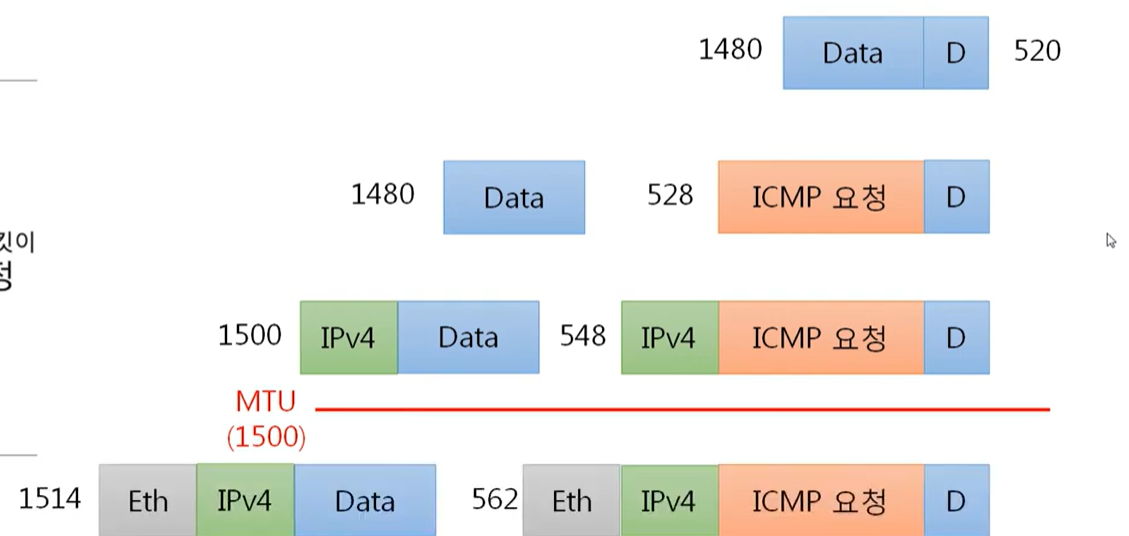 1480 Data D 520
1480 Data 528 ICMP 요청 D
킷이
정
1500 IPv4 Data 548 IPv4 ICMP 요청 D
MTU
(1500)
1514 Eth IPv4 Data 562 Eth IPv4 ICMP 요청 D